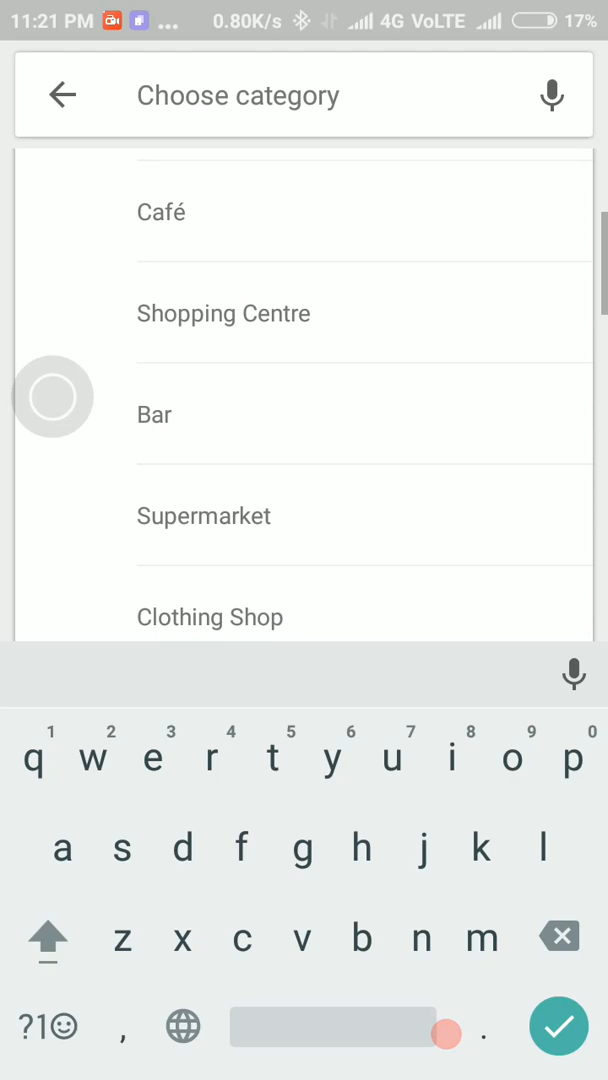 11:21 PM ... 0.80K/s 4G VoLTE 17%
Choose category
Café
Shopping Centre
Bar
Supermarket
Clothing Shop
1 2 3 4 5 6 7 8 9 0
q w e r t y u i o p
a s d f g h j k l
z x c v b n m
?1 , .